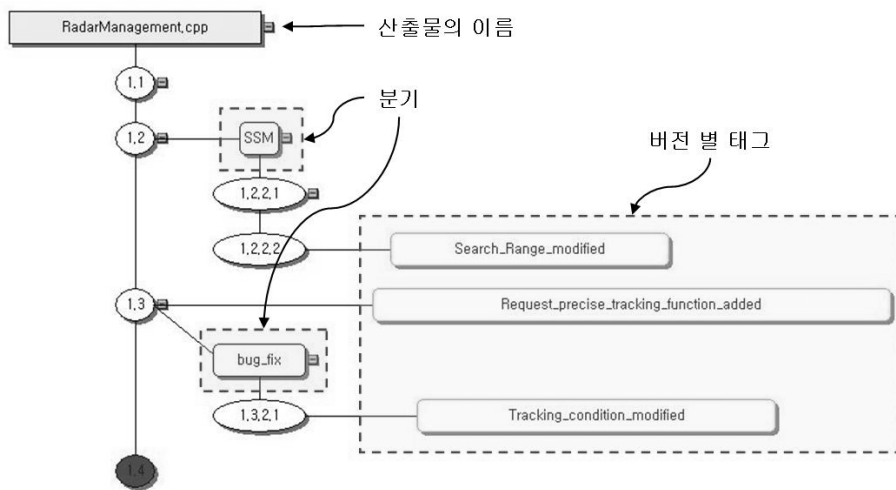 RadarManagement.cpp
산출물의 이름
1.1
분기
1.2
SSM
버전 별 태그
1.2.2.1
1.2.2.2
Search_Range_modified
1.3
Request_precise_tracking_function_added
bug_fix
1.3.2.1
Tracking_condition_modified
1.4